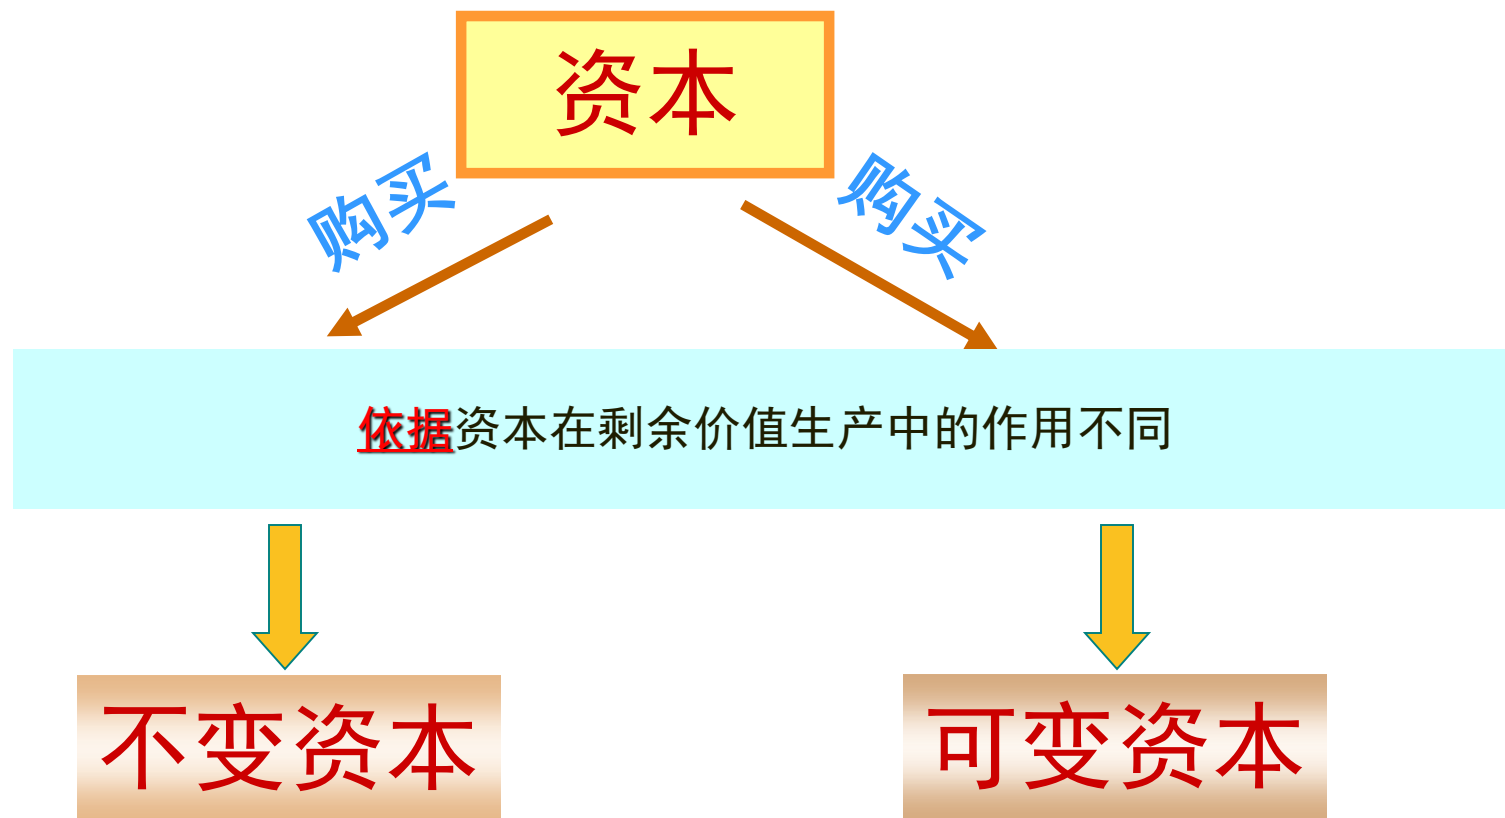 资本
购买
购买
依据资本在剩余价值生产中的作用不同
不变资本
可变资本